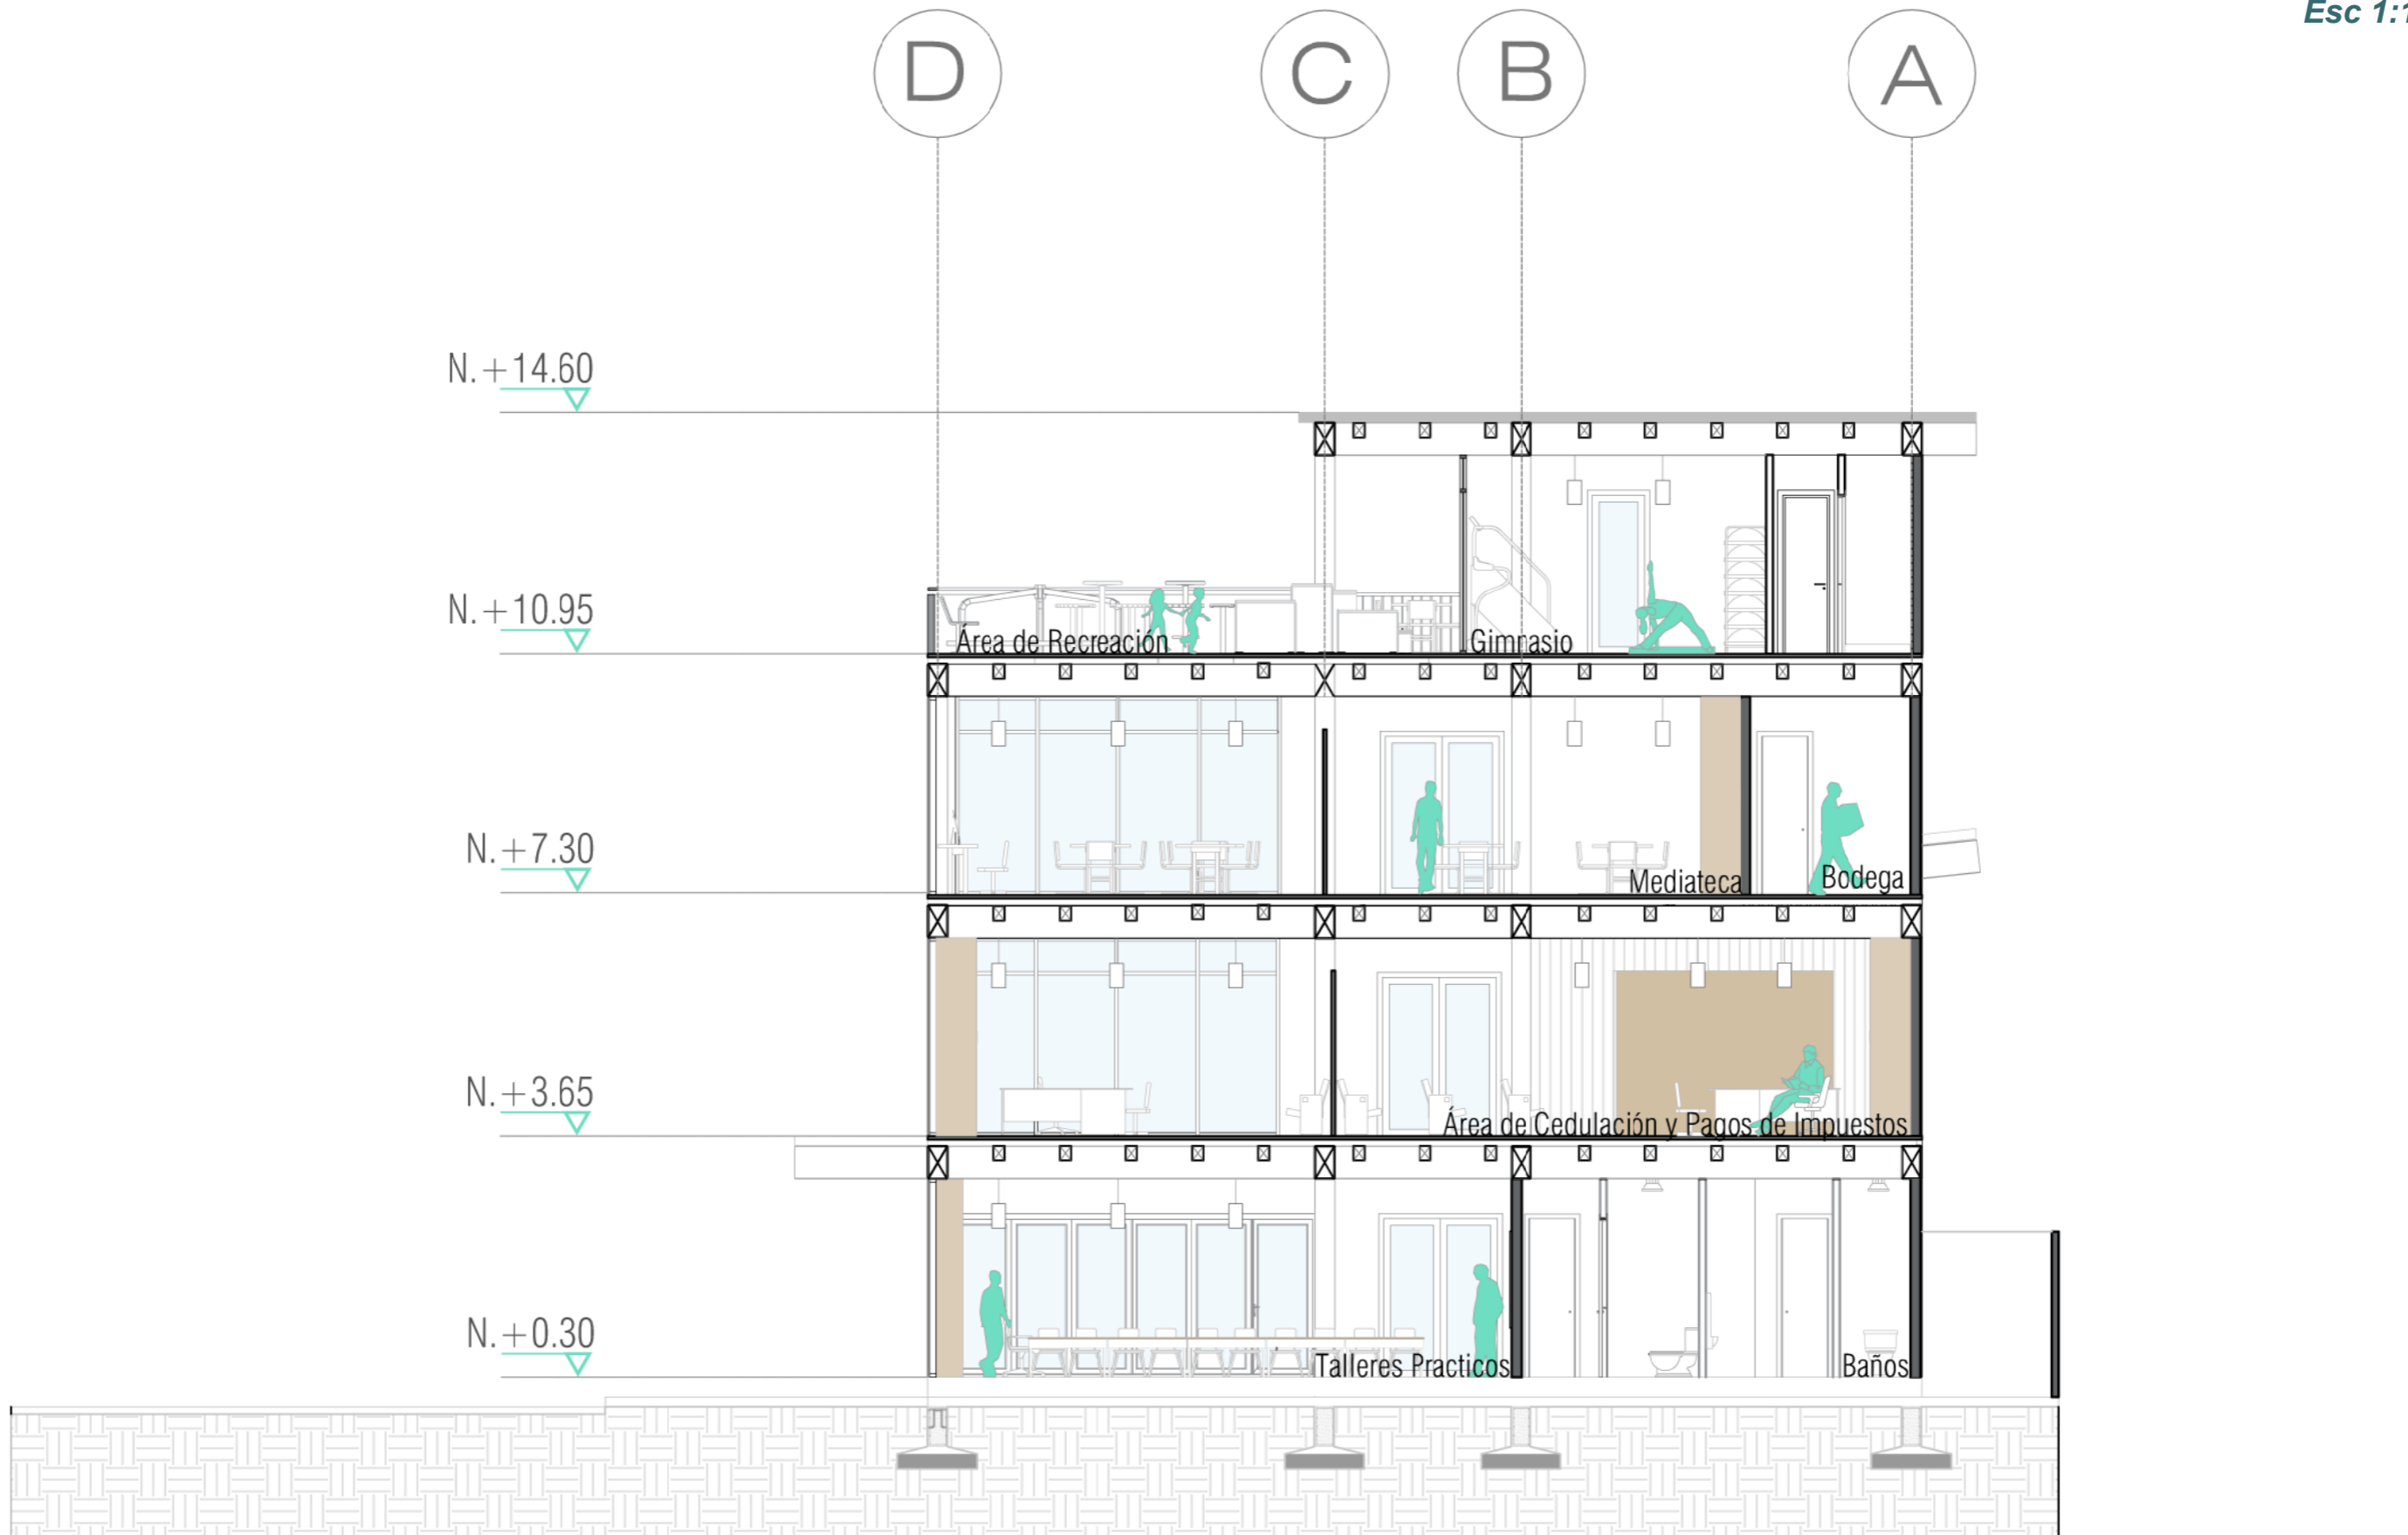 Esc 1:1
D
C
B
A
N.+14.60
N.+10.95
Área de Recreación
Gimnasio
N.+7.30
Mediateca
Bodega
N.+3.65
Área de Cedulación y Pagos de Impuestos
N.+0.30
Talleres Practicos
Baños